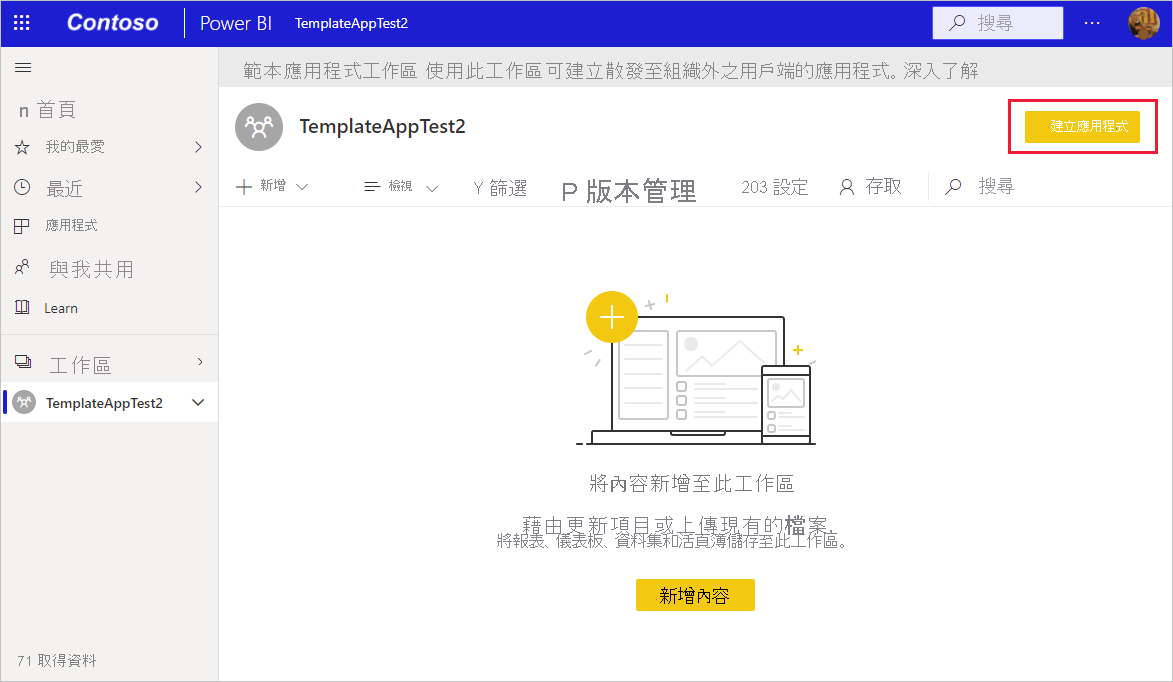 Contoso Power BI TemplateAppTest2 搜尋 ...
範本應用程式工作區 使用此工作區可建立散發至組織外之用戶端的應用程式。深入了解
n 首頁
我的最愛
最近
應用程式
與我共用
Learn
工作區
TemplateAppTest2
71 取得資料
TemplateAppTest2
建立應用程式
新增 檢視 Y 篩選 P 版本管理 203 設定 存取 搜尋
將內容新增至此工作區
藉由更新項目或上傳現有的檔案,
將報表、儀表板、資料集和活頁簿儲存至此工作區。
新增內容